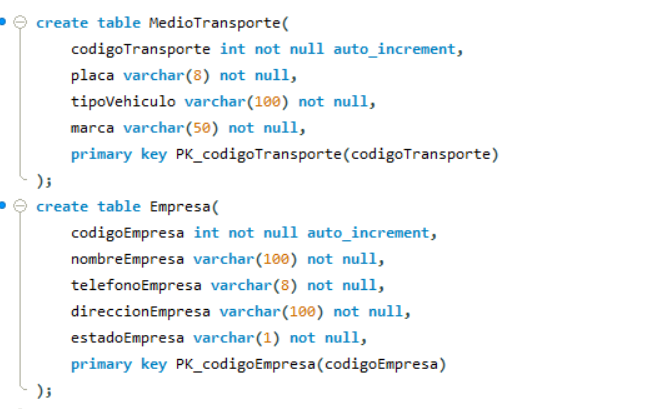 create table MedioTransporte(
codigoTransporte int not null auto_increment,
placa varchar(8) not null,
tipoVehiculo varchar(100) not null,
marca varchar(50) not null,
primary key PK_codigoTransporte(codigoTransporte)
);
create table Empresa(
codigoEmpresa int not null auto_increment,
nombreEmpresa varchar(100) not null,
telefonoEmpresa varchar(8) not null,
direccionEmpresa varchar(100) not null,
estadoEmpresa varchar(1) not null,
primary key PK_codigoEmpresa(codigoEmpresa)
);